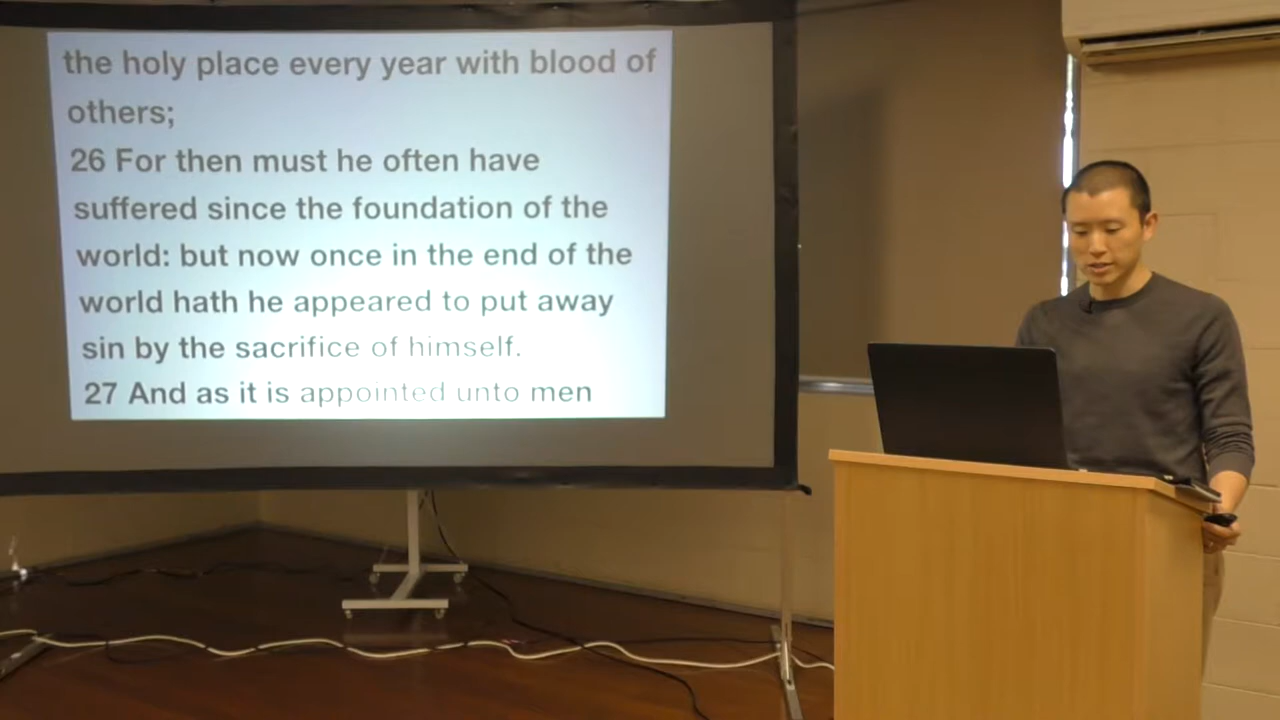 the holy place every year with blood of
others;
26 For then must he often have
suffered since the foundation of the
world: but now once in the end of the
world hath he appeared to put away
sin by the sacrifice of himself.
27 And as it is appointed unto men